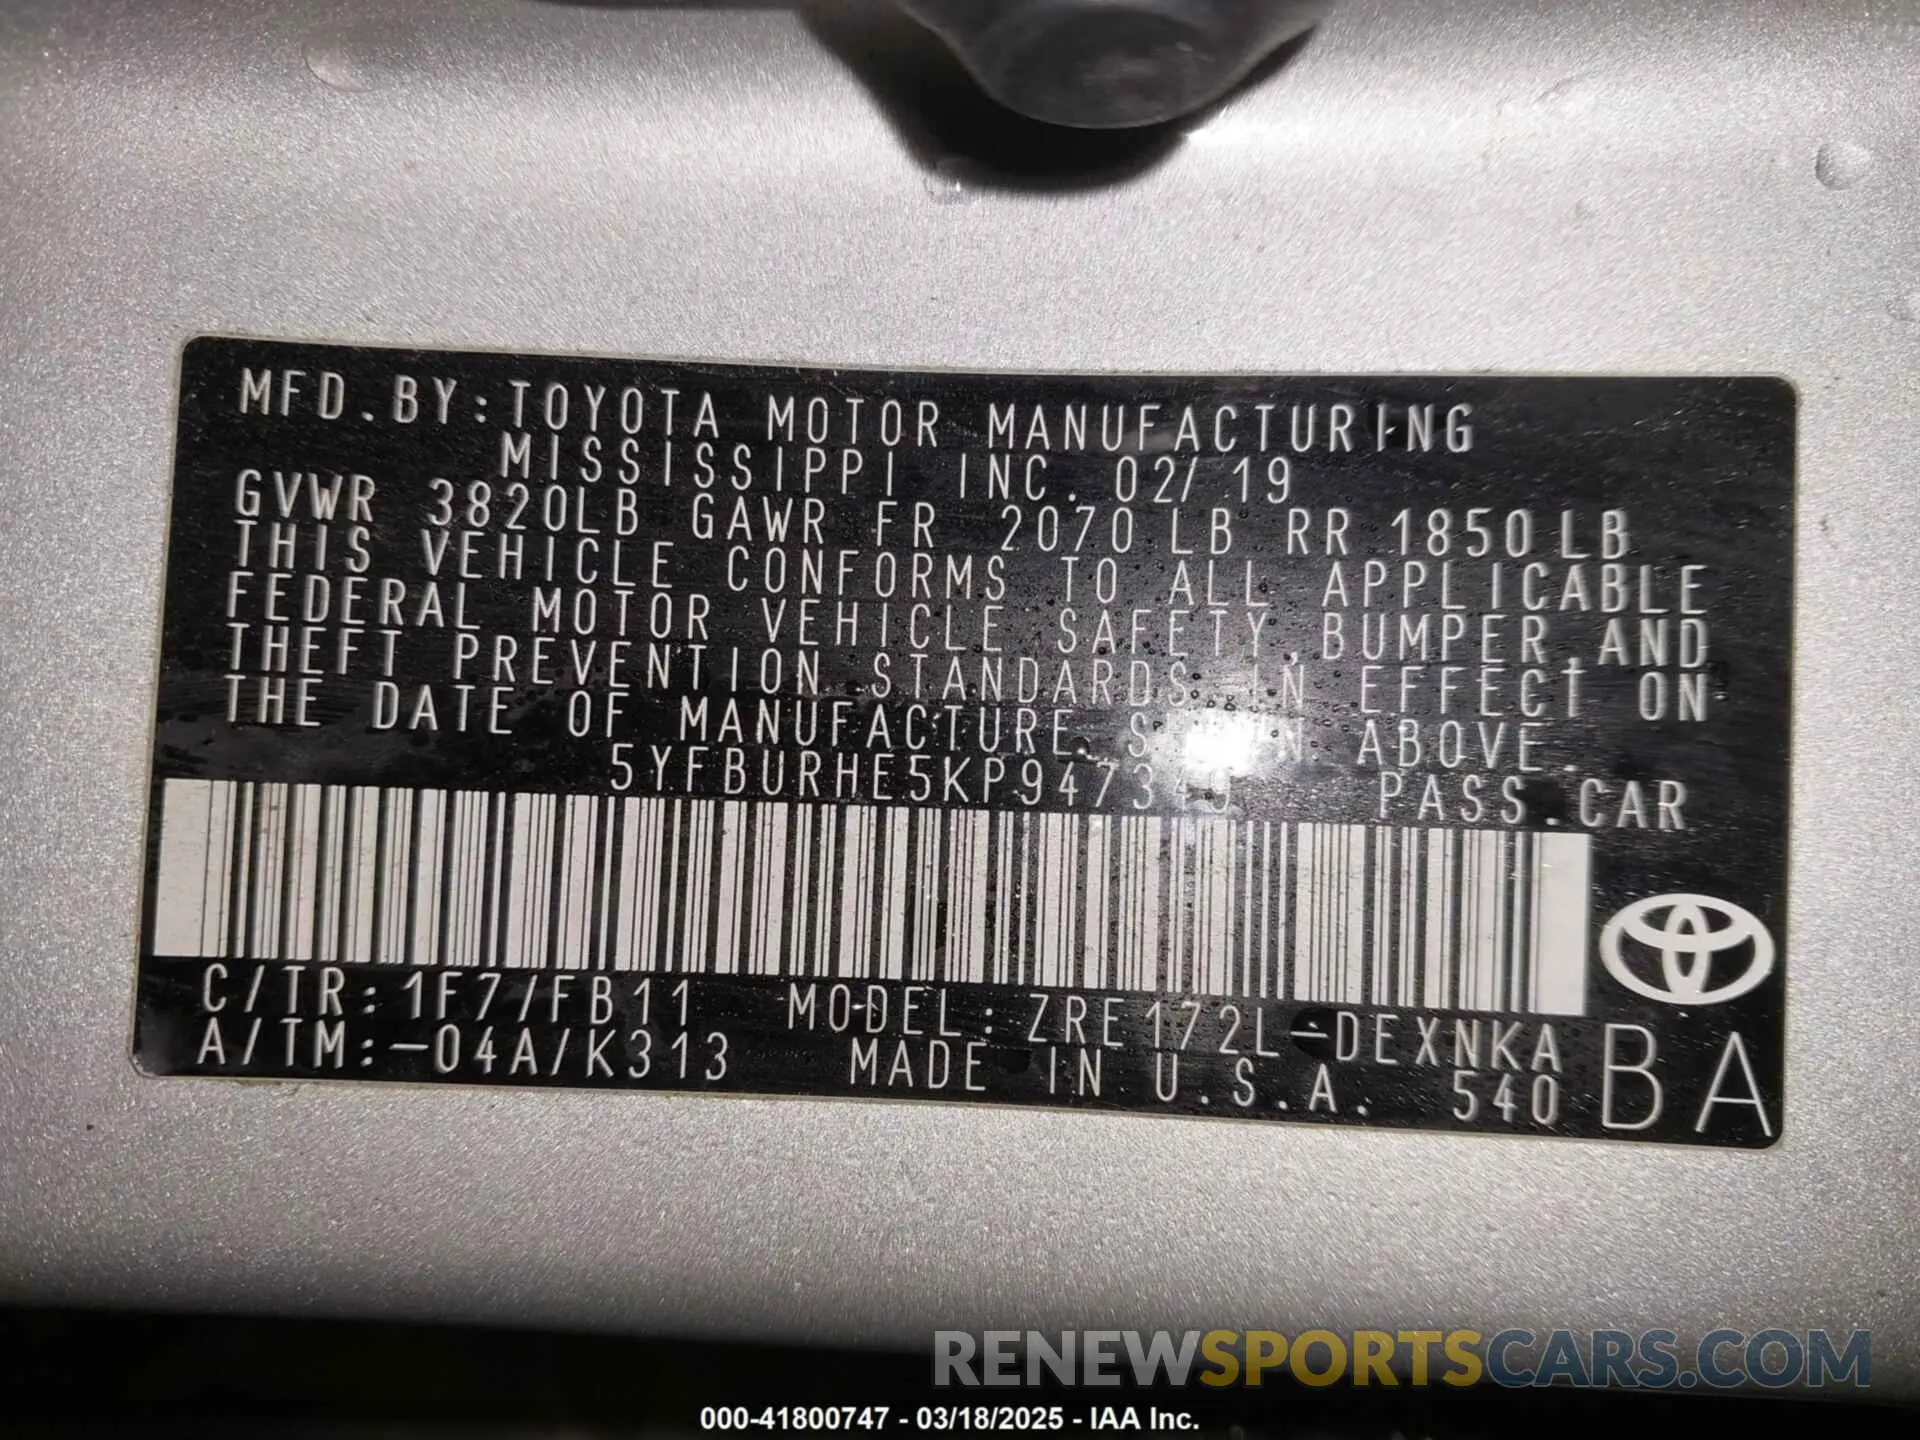 MFD.BY:TOYOTA MOTOR MANUFACTURING
MISSISSIPPI INC. 02/19
GVWR 3820LB GAWR FR 2070LB RR 1850LB
THIS VEHICLE CONFORMS TO ALL APPLICABLE
FEDERAL MOTOR VEHICLE SAFETY,BUMPER,AND
THEFT PREVENTION STANDARDS IN EFFECT ON
THE DATE OF MANUFACTURE ABOVE.
PASS.CAR
C/TR:1F7/FB11 MODEL:ZRE172L-DEXNKA
A/TM:-04A/K313 MADE IN U.S.A. 540
BA
RENEWSPORTSCARS.COM
000-41800747 - 03/18/2025 - IAA Inc.